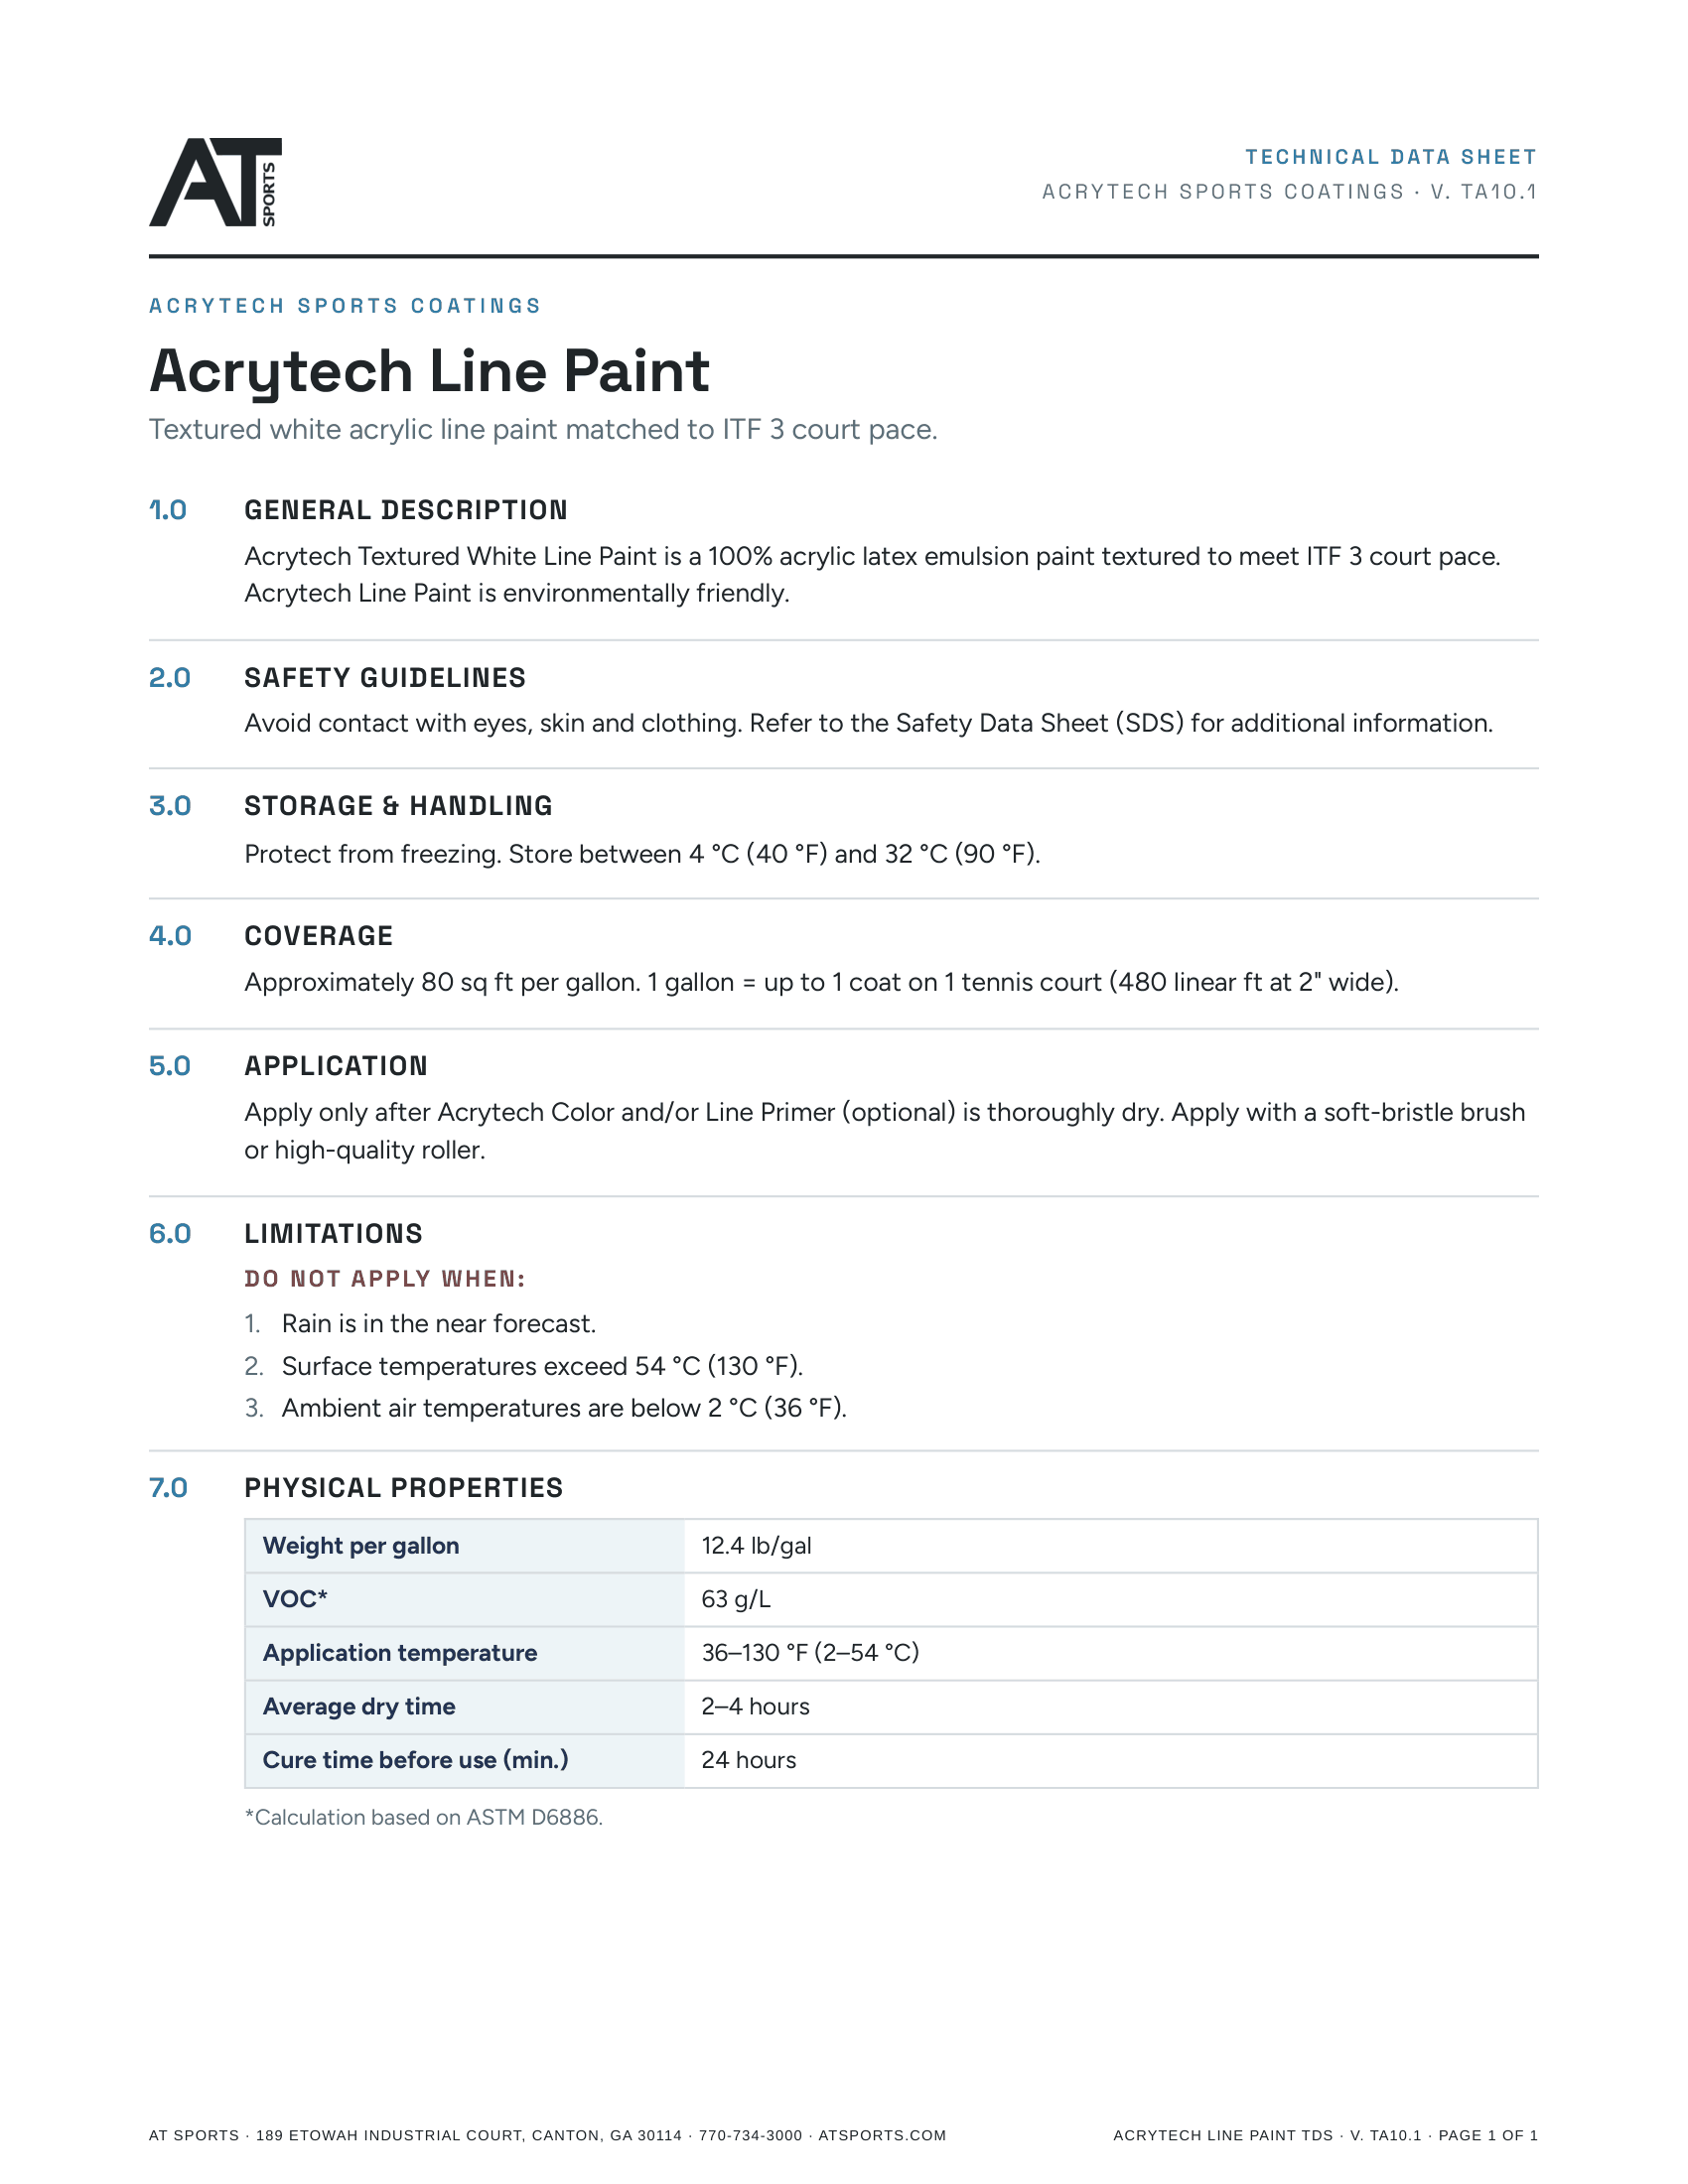 AT SPORTS
TECHNICAL DATA SHEET
ACRYTECH SPORTS COATINGS · V. TA10.1
ACRYTECH SPORTS COATINGS
Acrytech Line Paint
Textured white acrylic line paint matched to ITF 3 court pace.
1.0 GENERAL DESCRIPTION
Acrytech Textured White Line Paint is a 100% acrylic latex emulsion paint textured to meet ITF 3 court pace.
Acrytech Line Paint is environmentally friendly.
2.0 SAFETY GUIDELINES
Avoid contact with eyes, skin and clothing. Refer to the Safety Data Sheet (SDS) for additional information.
3.0 STORAGE & HANDLING
Protect from freezing. Store between 4 °C (40 °F) and 32 °C (90 °F).
4.0 COVERAGE
Approximately 80 sq ft per gallon. 1 gallon = up to 1 coat on 1 tennis court (480 linear ft at 2" wide).
5.0 APPLICATION
Apply only after Acrytech Color and/or Line Primer (optional) is thoroughly dry. Apply with a soft-bristle brush
or high-quality roller.
6.0 LIMITATIONS
DO NOT APPLY WHEN:
1. Rain is in the near forecast.
2. Surface temperatures exceed 54 °C (130 °F).
3. Ambient air temperatures are below 2 °C (36 °F).
7.0 PHYSICAL PROPERTIES
Weight per gallon 12.4 lb/gal
VOC* 63 g/L
Application temperature 36–130 °F (2–54 °C)
Average dry time 2–4 hours
Cure time before use (min.) 24 hours
*Calculation based on ASTM D6886.
AT SPORTS · 189 ETOWAH INDUSTRIAL COURT, CANTON, GA 30114 · 770-734-3000 · ATSPORTS.COM
ACRYTECH LINE PAINT TDS · V. TA10.1 · PAGE 1 OF 1